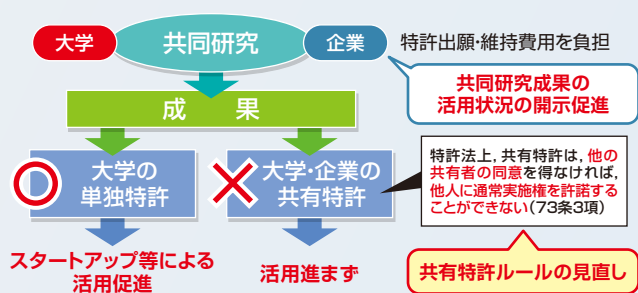 大学
共同研究
企業
特許出願・維持費用を負担
共同研究成果の
活用状況の開示促進
成 果
大学の
単独特許
大学・企業の
共有特許
特許法上，共有特許は，他の
共有者の同意を得なければ，
他人に通常実施権を許諾する
ことができない（73条3項）
スタートアップ等による
活用促進
活用進まず
共有特許ルールの見直し